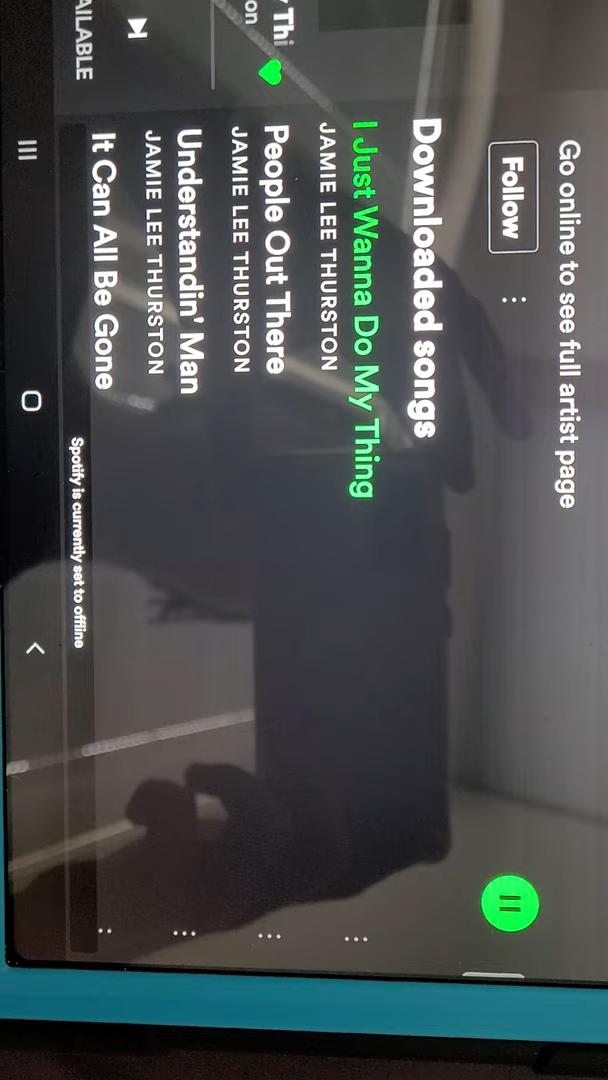 Go online to see full artist page
Follow
Downloaded songs
I Just Wanna Do My Thing
JAMIE LEE THURSTON
People Out There
JAMIE LEE THURSTON
Understandin' Man
JAMIE LEE THURSTON
It Can All Be Gone
Spotify is currently set to offline
Thi
on
AILABLE